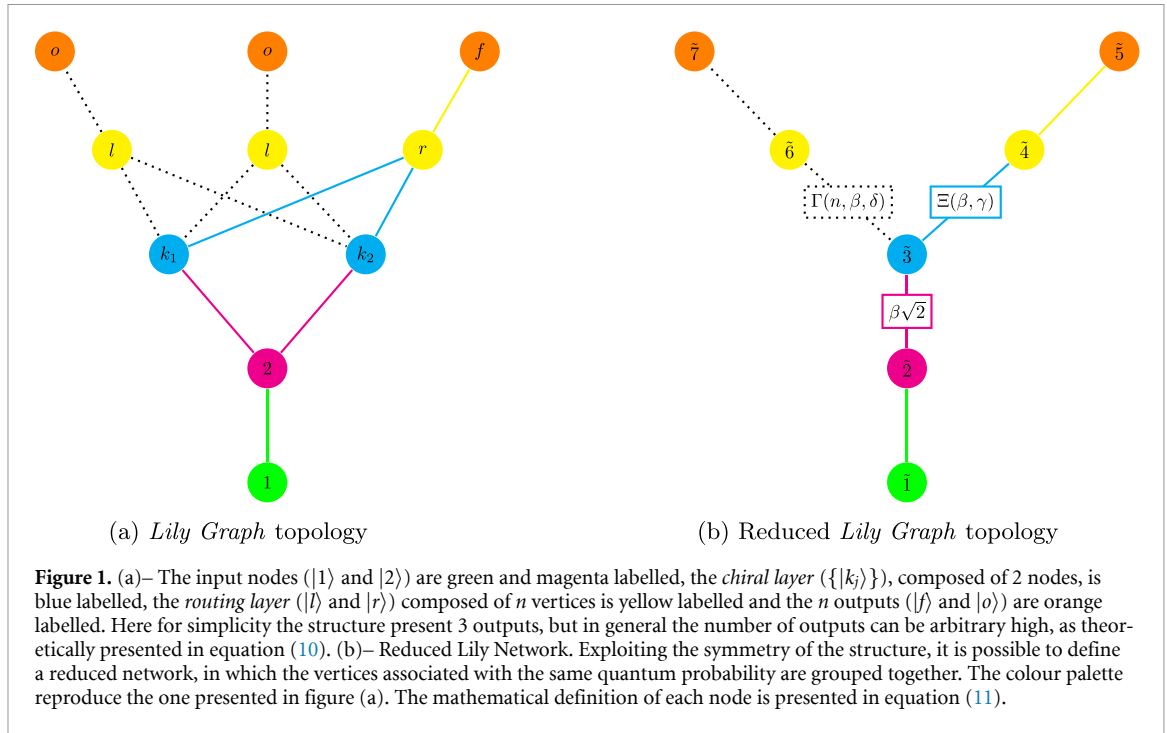 o o f
l l r
k₁ k₂
2
1
(a) Lily Graph topology
7̃ 5̃
6̃ 4̃
Γ(n, β, δ) Ξ(β, γ)
3̃
β√2
2̃
1̃
(b) Reduced Lily Graph topology
Figure 1. (a)– The input nodes (|1⟩ and |2⟩) are green and magenta labelled, the chiral layer ({|kⱼ⟩}), composed of 2 nodes, is
blue labelled, the routing layer (|l⟩ and |r⟩) composed of n vertices is yellow labelled and the n outputs (|f⟩ and |o⟩) are orange
labelled. Here for simplicity the structure present 3 outputs, but in general the number of outputs can be arbitrary high, as theor-
etically presented in equation (10). (b)– Reduced Lily Network. Exploiting the symmetry of the structure, it is possible to define
a reduced network, in which the vertices associated with the same quantum probability are grouped together. The colour palette
reproduce the one presented in figure (a). The mathematical definition of each node is presented in equation (11).